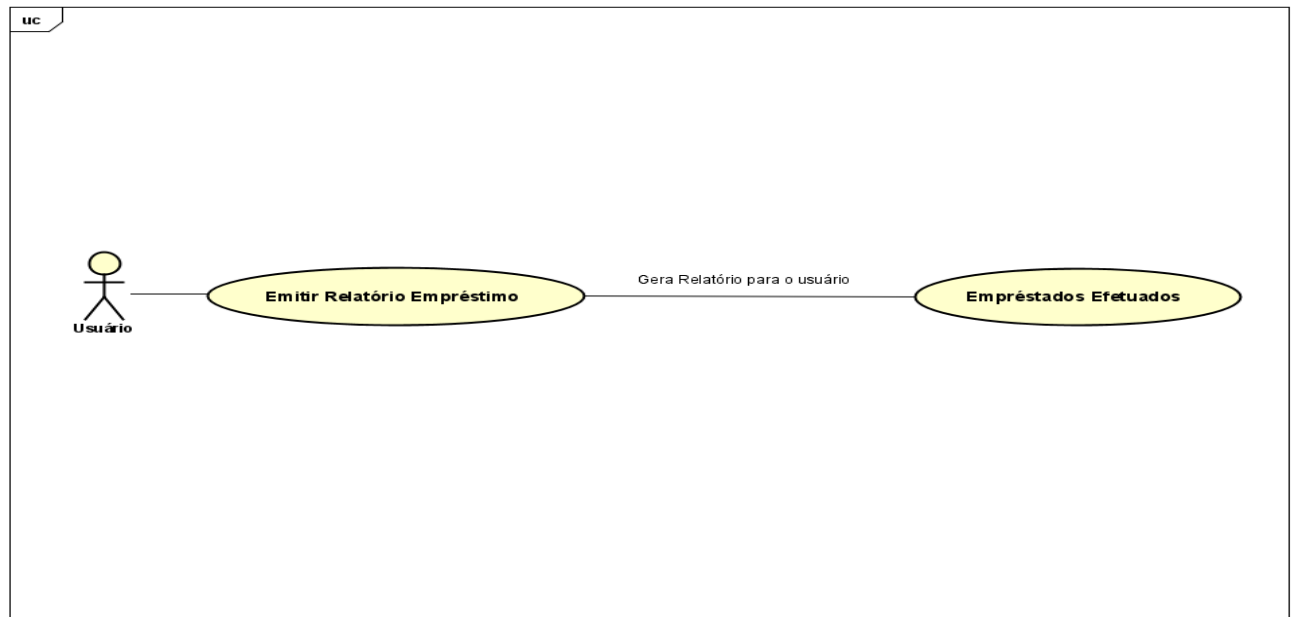 uc
Gera Relatório para o usuário
Emitir Relatório Empréstimo
Empréstados Efetuados
Usuário